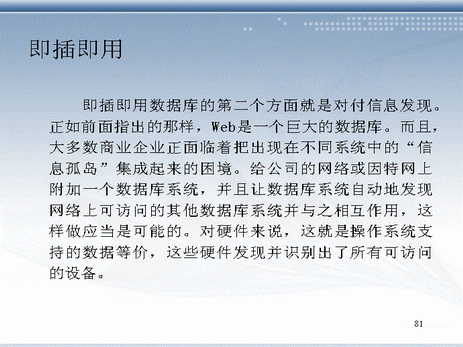 即插即用
即插即用数据库的第二个方面就是对付信息发现。
正如前面指出的那样，Web是一个巨大的数据库。而且，
大多数商业企业正面临着把出现在不同系统中的“信
息孤岛”集成起来的困境。给公司的网络或因特网上
附加一个数据库系统，并且让数据库系统自动地发现
网络上可访问的其他数据库系统并与之相互作用，这
样做应当是可能的。对硬件来说，这就是操作系统支
持的数据等价，这些硬件发现并识别出了所有可访问
的设备。
81